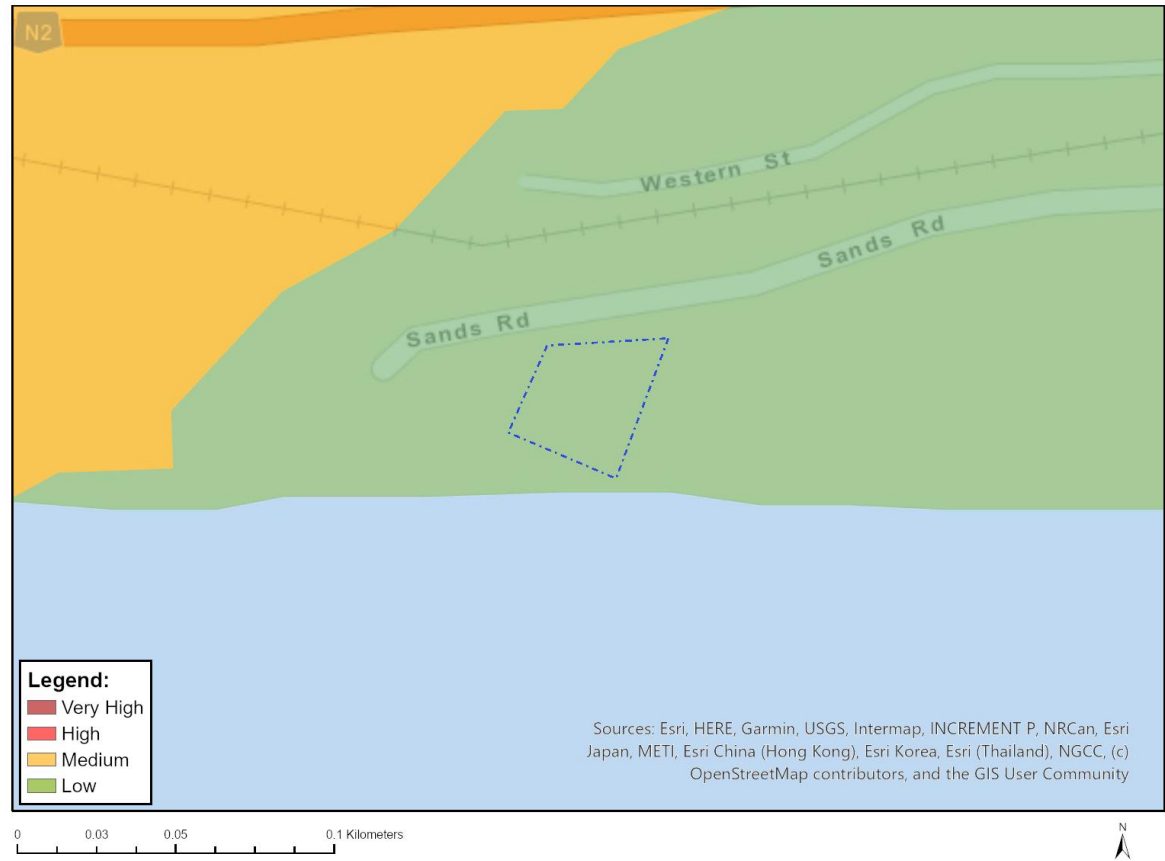 N2
Western St
Sands Rd
Sands Rd
Legend:
Very High
High
Medium
Low
Sources: Esri, HERE, Garmin, USGS, Intermap, INCREMENT P, NRCan, Esri
Japan, METI, Esri China (Hong Kong), Esri Korea, Esri (Thailand), NGCC, (c)
OpenStreetMap contributors, and the GIS User Community
0 0.03 0.05 0.1 Kilometers
N